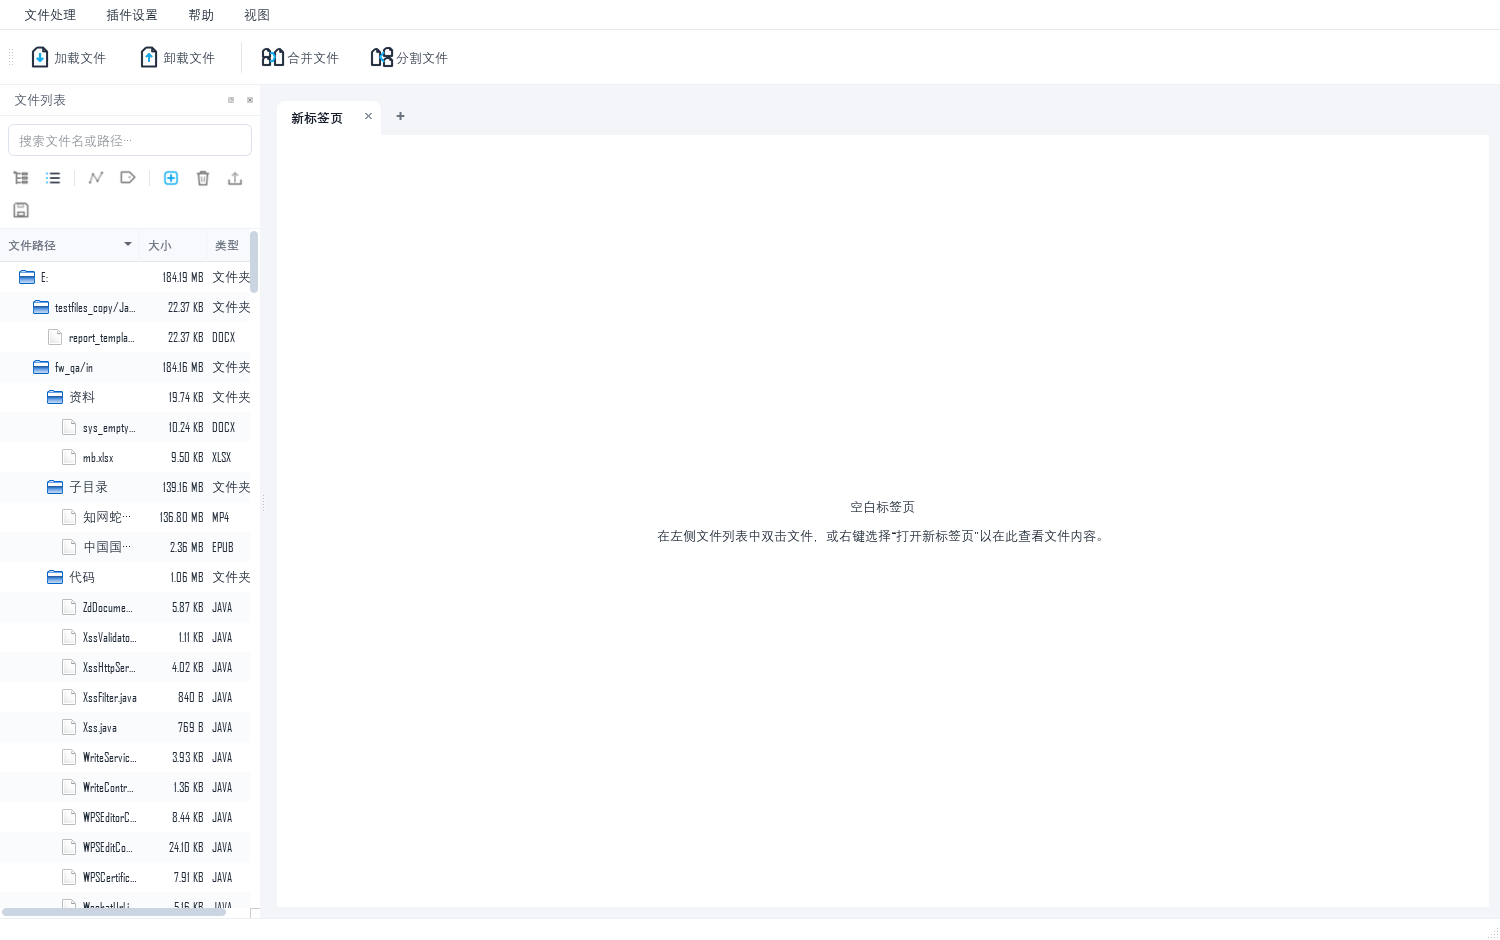 文件处理 插件设置 帮助 视图
加载文件 卸载文件 合并文件 分割文件
文件列表
搜索文件名或路径...
新标签页
文件路径 大小 类型
E: 184.19 MB 文件夹
testfiles_copy/Ja... 22.37 KB 文件夹
report_templa... 22.37 KB DOCX
fw_qa/in 184.16 MB 文件夹
资料 19.74 KB 文件夹
sys_empty... 10.24 KB DOCX
mb.xlsx 9.50 KB XLSX
子目录 139.16 MB 文件夹
知网蛇... 136.80 MB MP4
中国国... 2.36 MB EPUB
代码 1.06 MB 文件夹
ZdDocume... 5.87 KB JAVA
XssValidato... 1.11 KB JAVA
XssHttpSer... 4.02 KB JAVA
XssFilter.java 840 B JAVA
Xss.java 769 B JAVA
WriteServic... 3.93 KB JAVA
WriteContr... 1.36 KB JAVA
WPSEditorC... 8.44 KB JAVA
WPSEditCo... 24.10 KB JAVA
WPSCertific... 7.91 KB JAVA
空白标签页
在左侧文件列表中双击文件，或右键选择"打开新标签页"以在此查看文件内容。